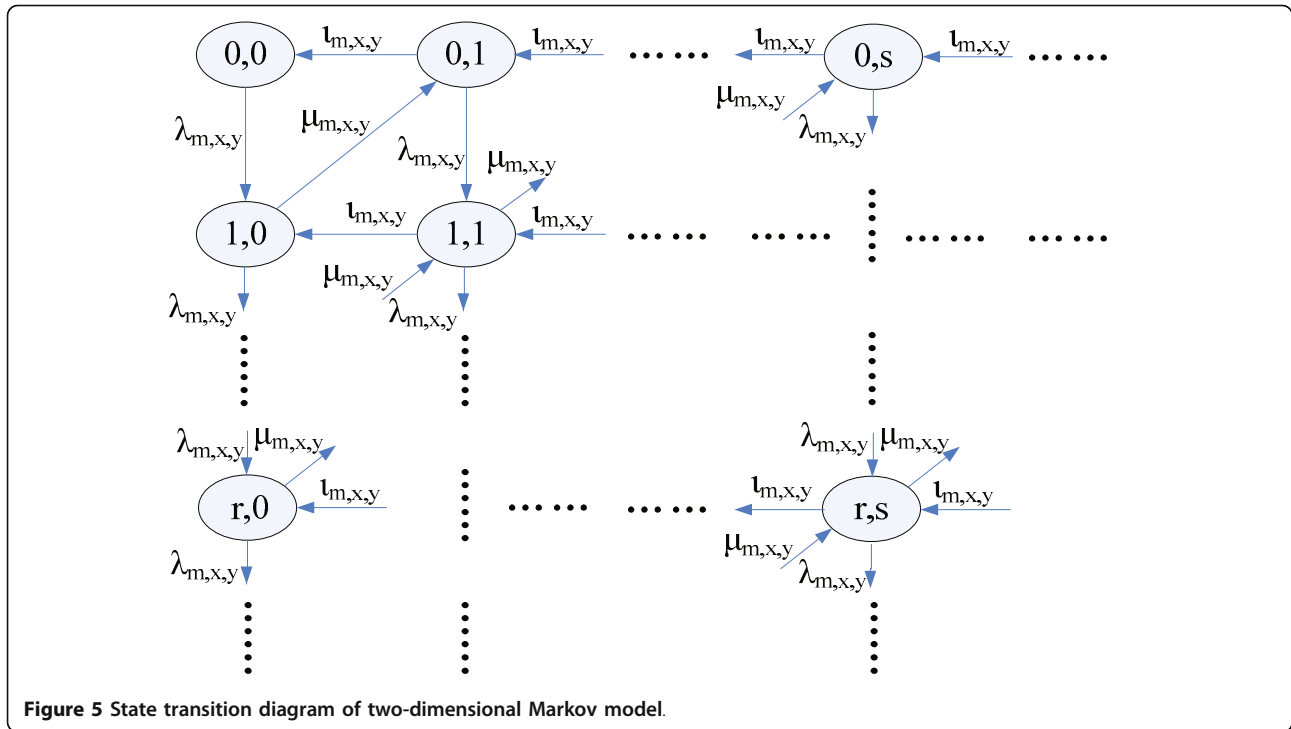 0,0
ιm,x,y
0,1
ιm,x,y
ιm,x,y
0,s
ιm,x,y
λm,x,y
μm,x,y
λm,x,y
μm,x,y
μm,x,y
λm,x,y
1,0
ιm,x,y
1,1
ιm,x,y
λm,x,y
μm,x,y
λm,x,y
λm,x,y
μm,x,y
r,0
ιm,x,y
λm,x,y
λm,x,y
μm,x,y
ιm,x,y
r,s
ιm,x,y
μm,x,y
λm,x,y
Figure 5 State transition diagram of two-dimensional Markov model.